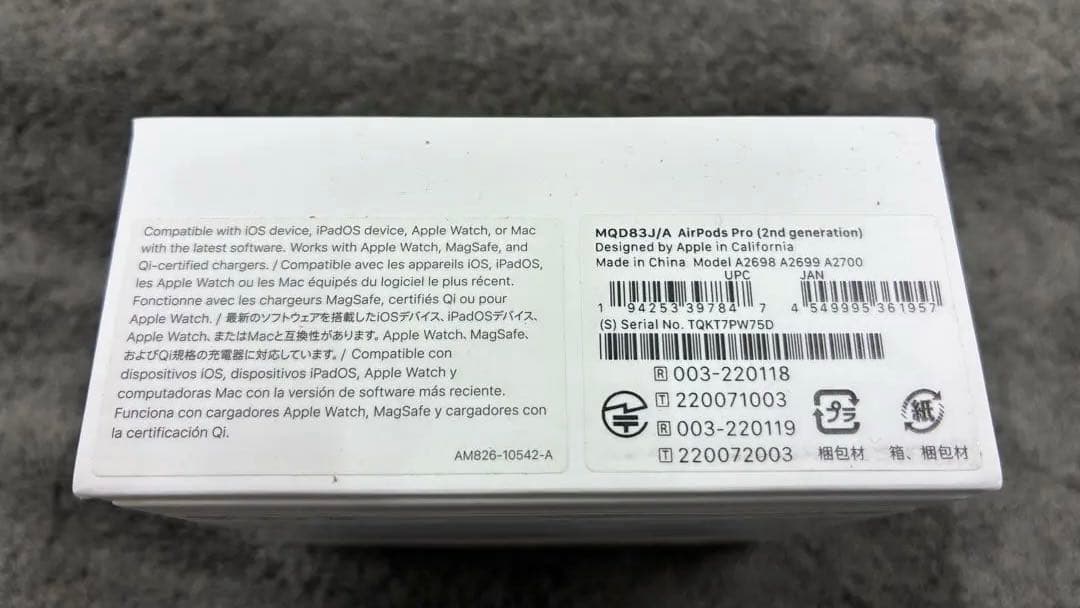 Compatible with iOS device, iPadOS device, Apple Watch, or Mac
with the latest software. Works with Apple Watch, MagSafe, and
Qi-certified chargers. / Compatible avec les appareils iOS, iPadOS,
les Apple Watch ou les Mac équipés du logiciel le plus récent.
Fonctionne avec les chargeurs MagSafe, certifiés Qi ou pour
Apple Watch. / 最新のソフトウェアを搭載したiOSデバイス、iPadOSデバイス、
Apple Watch、またはMacと互換性があります。Apple Watch、MagSafe、
およびQi規格の充電器に対応しています。/ Compatible con
dispositivos iOS, dispositivos iPadOS, Apple Watch y
computadoras Mac con la versión de software más reciente.
Funciona con cargadores Apple Watch, MagSafe y cargadores con
la certificación Qi.
AM826-10542-A
MQD83J/A AirPods Pro (2nd generation)
Designed by Apple in California
Made in China Model A2698 A2699 A2700
UPC JAN
1 94253 39784 7 4 549995 361957
(S) Serial No. TQKT7PW75D
R 003-220118
T 220071003
R 003-220119
T 220072003
プラ 紙
梱包材 箱、梱包材